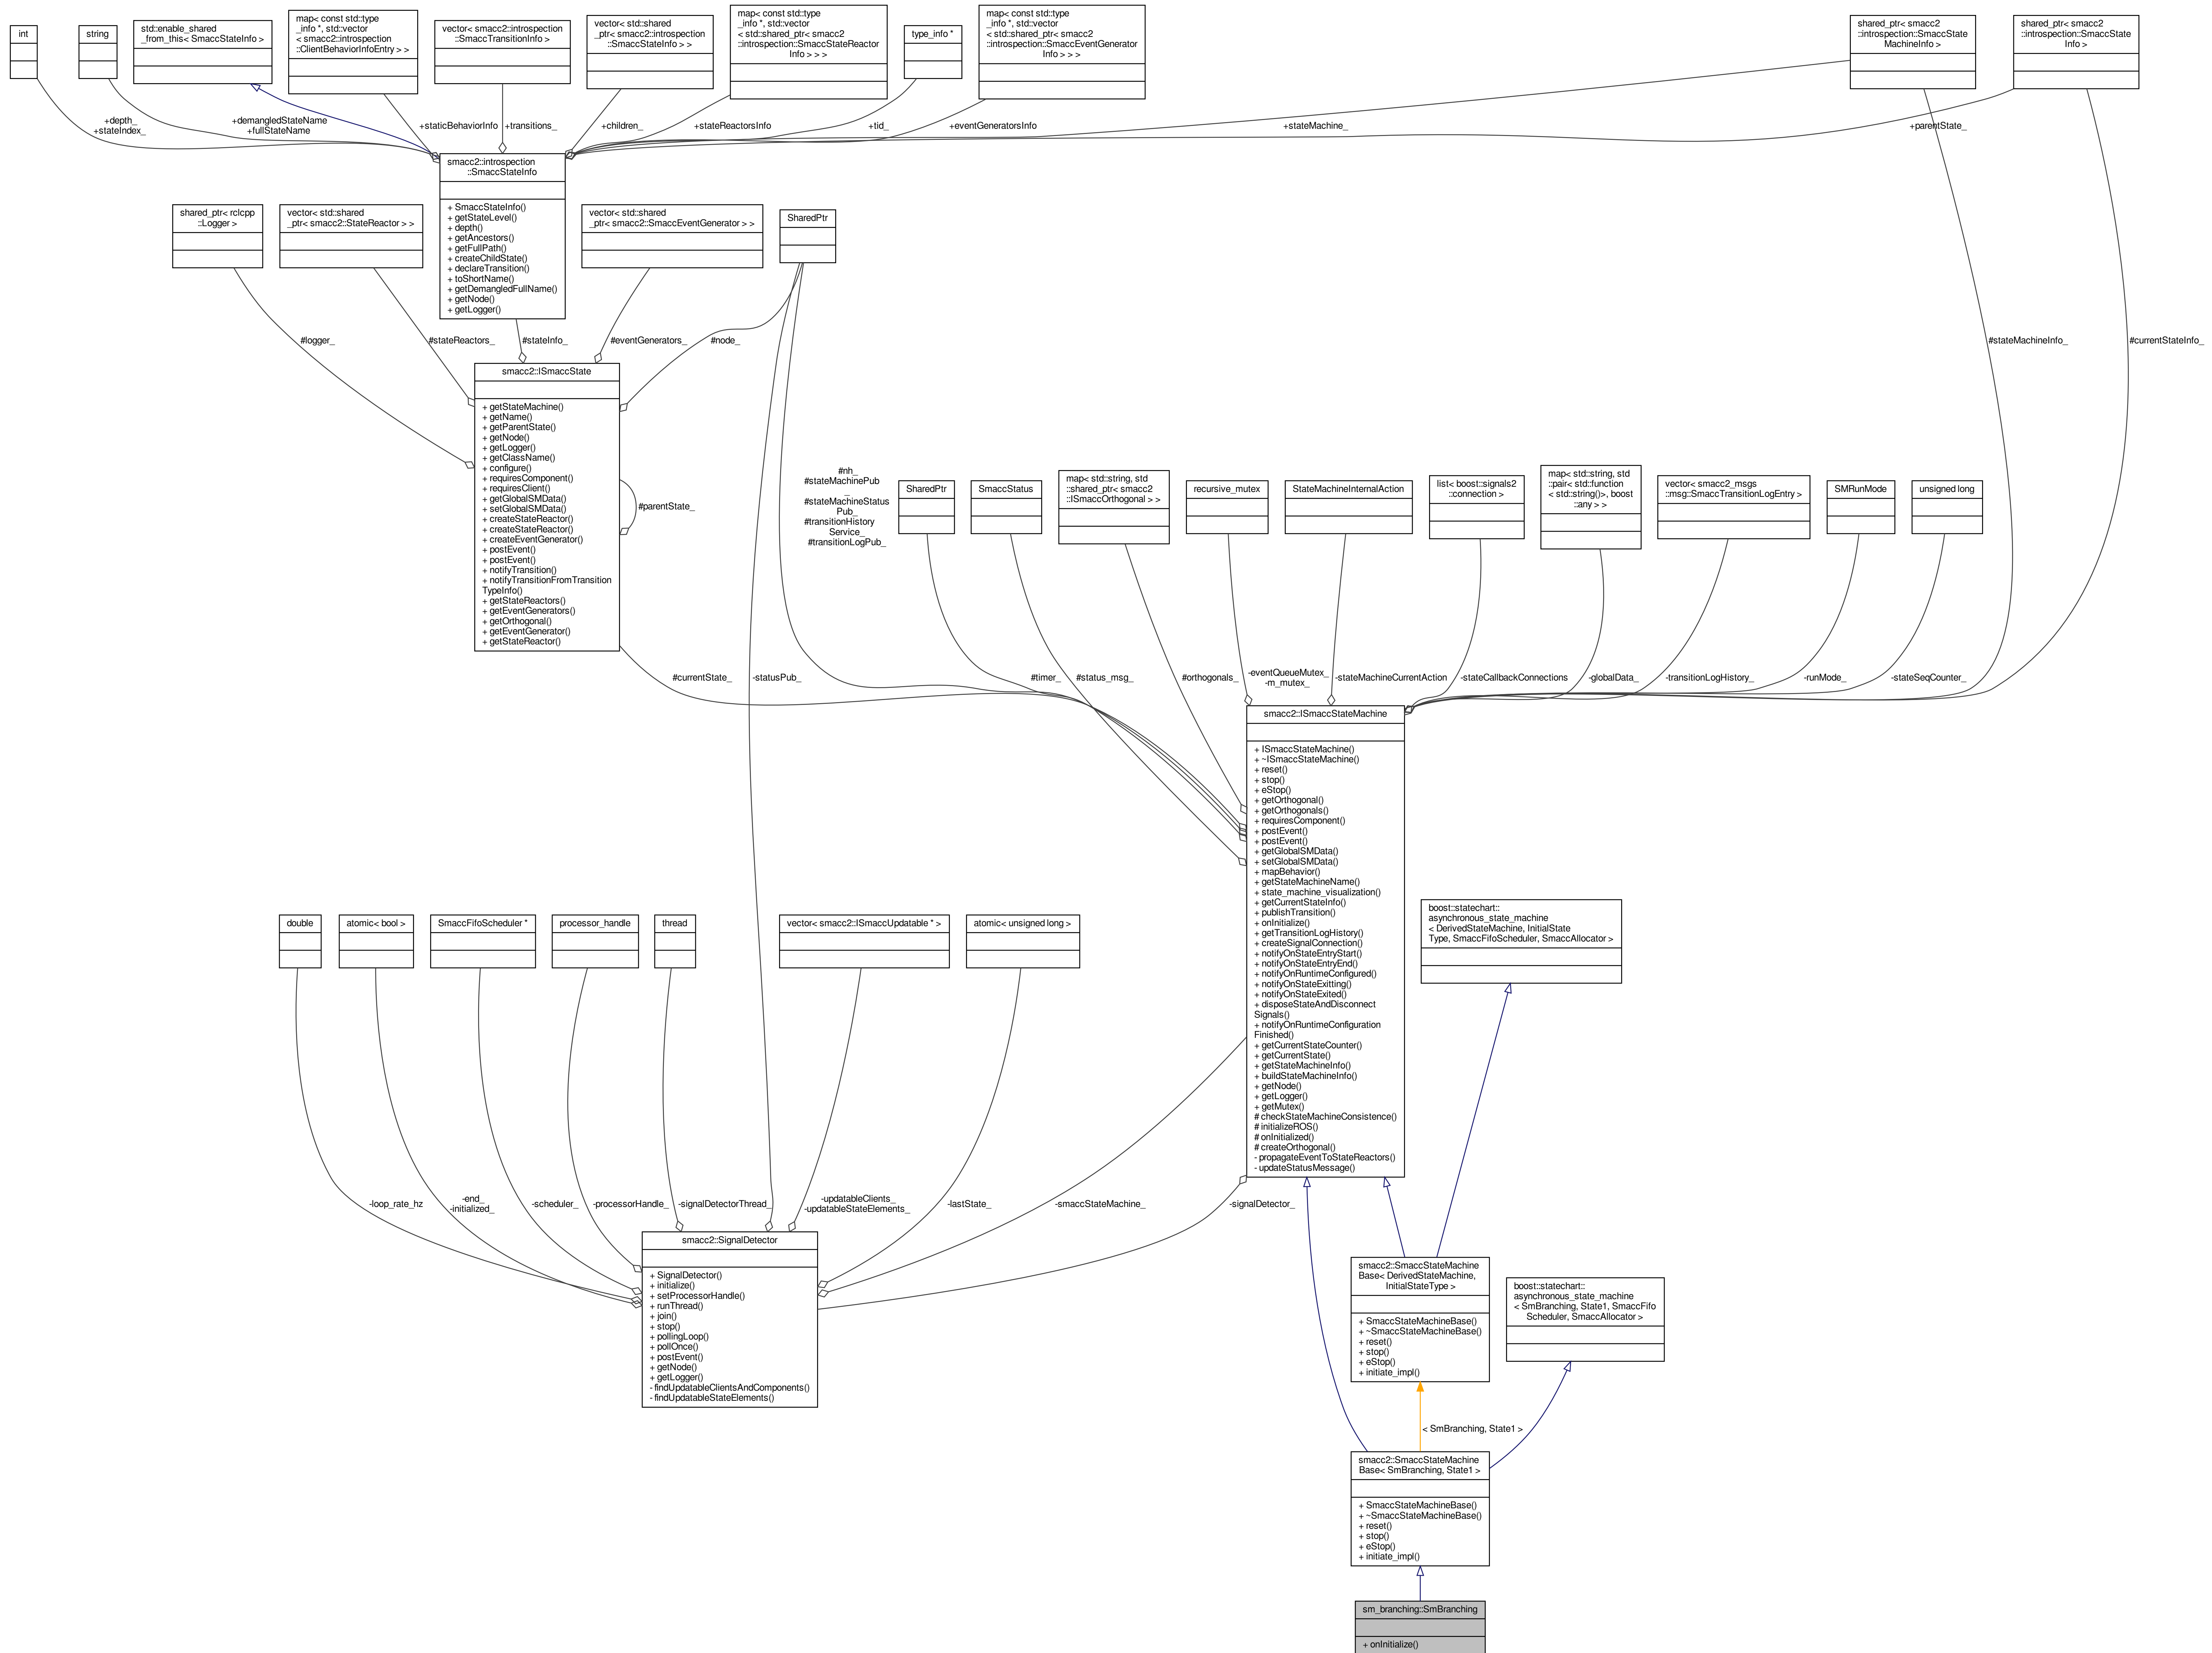 int
string
std::enable_shared
_from_this< SmaccStateInfo >
map< const std::type
_info *, std::vector
< smacc2::introspection
::ClientBehaviorInfoEntry > >
vector< smacc2::introspection
::SmaccTransitionInfo >
vector< std::shared
_ptr< smacc2::introspection
::SmaccStateInfo > >
map< const std::type
_info *, std::vector
< std::shared_ptr< smacc2
::introspection::SmaccStateReactor
Info > > >
type_info *
map< const std::type
_info *, std::vector
< std::shared_ptr< smacc2
::introspection::SmaccEventGenerator
Info > > >
shared_ptr< smacc2
::introspection::SmaccState
MachineInfo >
shared_ptr< smacc2
::introspection::SmaccState
Info >
+depth_
+stateIndex_
+demangledStateName
+fullStateName
+staticBehaviorInfo
+transitions_
+children_
+stateReactorsInfo
+tid_
+eventGeneratorsInfo
+stateMachine_
+parentState_
smacc2::introspection
::SmaccStateInfo
+ SmaccStateInfo()
+ getStateLevel()
+ depth()
+ getAncestors()
+ getFullPath()
+ createChildState()
+ declareTransition()
+ toShortName()
+ getDemangledFullName()
+ getNode()
+ getLogger()
shared_ptr< rclcpp
::Logger >
vector< std::shared
_ptr< smacc2::StateReactor > >
vector< std::shared
_ptr< smacc2::SmaccEventGenerator > >
SharedPtr
#logger_
#stateReactors_
#stateInfo_
#eventGenerators_
#node_
#stateMachineInfo_
#currentStateInfo_
smacc2::ISmaccState
+ getStateMachine()
+ getName()
+ getParentState()
+ getNode()
+ getLogger()
+ getClassName()
+ configure()
+ requiresComponent()
+ requiresClient()
+ getGlobalSMData()
+ setGlobalSMData()
+ createStateReactor()
+ createStateReactor()
+ createEventGenerator()
+ postEvent()
+ postEvent()
+ notifyTransition()
+ notifyTransitionFromTransition
TypeInfo()
+ getStateReactors()
+ getEventGenerators()
+ getOrthogonal()
+ getEventGenerator()
+ getStateReactor()
#parentState_
#nh_
#stateMachinePub
_
#stateMachineStatus
Pub_
#transitionHistory
Service_
#transitionLogPub_
SharedPtr
SmaccStatus
map< std::string, std
::shared_ptr< smacc2
::ISmaccOrthogonal > >
recursive_mutex
StateMachineInternalAction
list< boost::signals2
::connection >
map< std::string, std
::pair< std::function
< std::string()>, boost
::any > >
vector< smacc2_msgs
::msg::SmaccTransitionLogEntry >
SMRunMode
unsigned long
#currentState_
-statusPub_
#timer_
#status_msg_
#orthogonals_
-eventQueueMutex_
-m_mutex_
-stateMachineCurrentAction
-stateCallbackConnections
-globalData_
-transitionLogHistory_
-runMode_
-stateSeqCounter_
smacc2::ISmaccStateMachine
+ ISmaccStateMachine()
+ ~ISmaccStateMachine()
+ reset()
+ stop()
+ eStop()
+ getOrthogonal()
+ getOrthogonals()
+ requiresComponent()
+ postEvent()
+ postEvent()
+ getGlobalSMData()
+ setGlobalSMData()
+ mapBehavior()
+ getStateMachineName()
+ state_machine_visualization()
+ getCurrentStateInfo()
+ publishTransition()
+ onInitialize()
+ getTransitionLogHistory()
+ createSignalConnection()
+ notifyOnStateEntryStart()
+ notifyOnStateEntryEnd()
+ notifyOnRuntimeConfigured()
+ notifyOnStateExitting()
+ notifyOnStateExited()
+ disposeStateAndDisconnect
Signals()
+ notifyOnRuntimeConfiguration
Finished()
+ getCurrentStateCounter()
+ getCurrentState()
+ getStateMachineInfo()
+ buildStateMachineInfo()
+ getNode()
+ getLogger()
+ getMutex()
# checkStateMachineConsistence()
# initializeROS()
# onInitialized()
# createOrthogonal()
- propagateEventToStateReactors()
- updateStatusMessage()
double
atomic< bool >
SmaccFifoScheduler *
processor_handle
thread
vector< smacc2::ISmaccUpdatable * >
atomic< unsigned long >
boost::statechart::
asynchronous_state_machine
< DerivedStateMachine, InitialState
Type, SmaccFifoScheduler, SmaccAllocator >
-loop_rate_hz
-end_
-initialized_
-scheduler_
-processorHandle_
-signalDetectorThread_
-updatableClients_
-updatableStateElements_
-lastState_
-smaccStateMachine_
-signalDetector_
smacc2::SignalDetector
+ SignalDetector()
+ initialize()
+ setProcessorHandle()
+ runThread()
+ join()
+ stop()
+ pollingLoop()
+ pollOnce()
+ postEvent()
+ getNode()
+ getLogger()
- findUpdatableClientsAndComponents()
- findUpdatableStateElements()
smacc2::SmaccStateMachine
Base< DerivedStateMachine,
InitialStateType >
+ SmaccStateMachineBase()
+ ~SmaccStateMachineBase()
+ reset()
+ stop()
+ eStop()
+ initiate_impl()
boost::statechart::
asynchronous_state_machine
< SmBranching, State1, SmaccFifo
Scheduler, SmaccAllocator >
< SmBranching, State1 >
smacc2::SmaccStateMachine
Base< SmBranching, State1 >
+ SmaccStateMachineBase()
+ ~SmaccStateMachineBase()
+ reset()
+ stop()
+ eStop()
+ initiate_impl()
sm_branching::SmBranching
+ onInitialize()